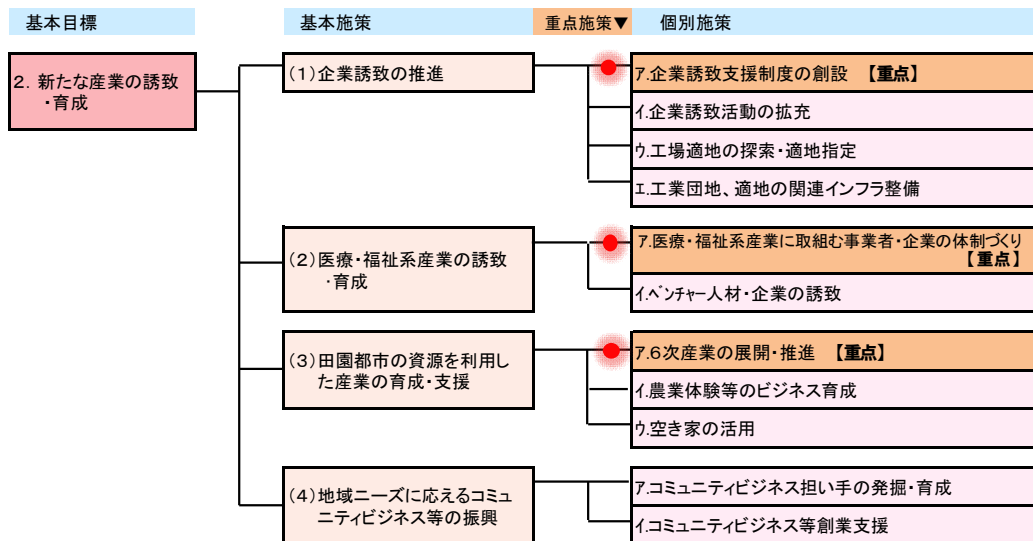 基本目標
基本施策
重点施策▼
個別施策
2．新たな産業の誘致
・育成
(1)企業誘致の推進
ｱ.企業誘致支援制度の創設　【重点】
ｲ.企業誘致活動の拡充
ｳ.工場適地の探索・適地指定
ｴ.工業団地、適地の関連インフラ整備
(2)医療・福祉系産業の誘致
・育成
ｱ.医療・福祉系産業に取組む事業者・企業の体制づくり
【重点】
ｲ.ﾍﾞﾝﾁｬｰ人材・企業の誘致
(3)田園都市の資源を利用し
た産業の育成・支援
ｱ.６次産業の展開・推進　【重点】
ｲ.農業体験等のビジネス育成
ｳ.空き家の活用
(4)地域ニーズに応えるコミュ
ニティビジネス等の振興
ｱ.コミュニティビジネス担い手の発掘・育成
ｲ.コミュニティビジネス等創業支援